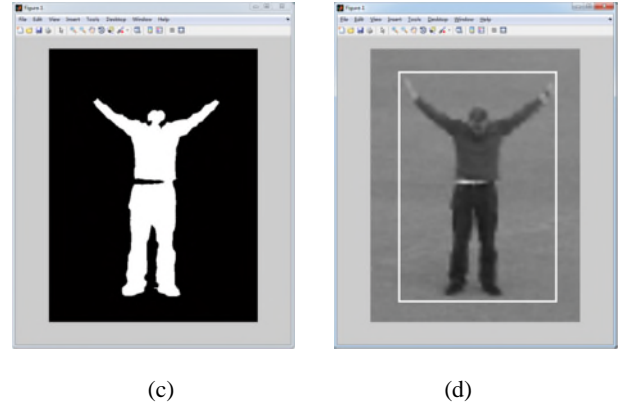 Figure 1
File Edit View Insert Tools Desktop Window Help
Figure 1
File Edit View Insert Tools Desktop Window Help
(c)
(d)